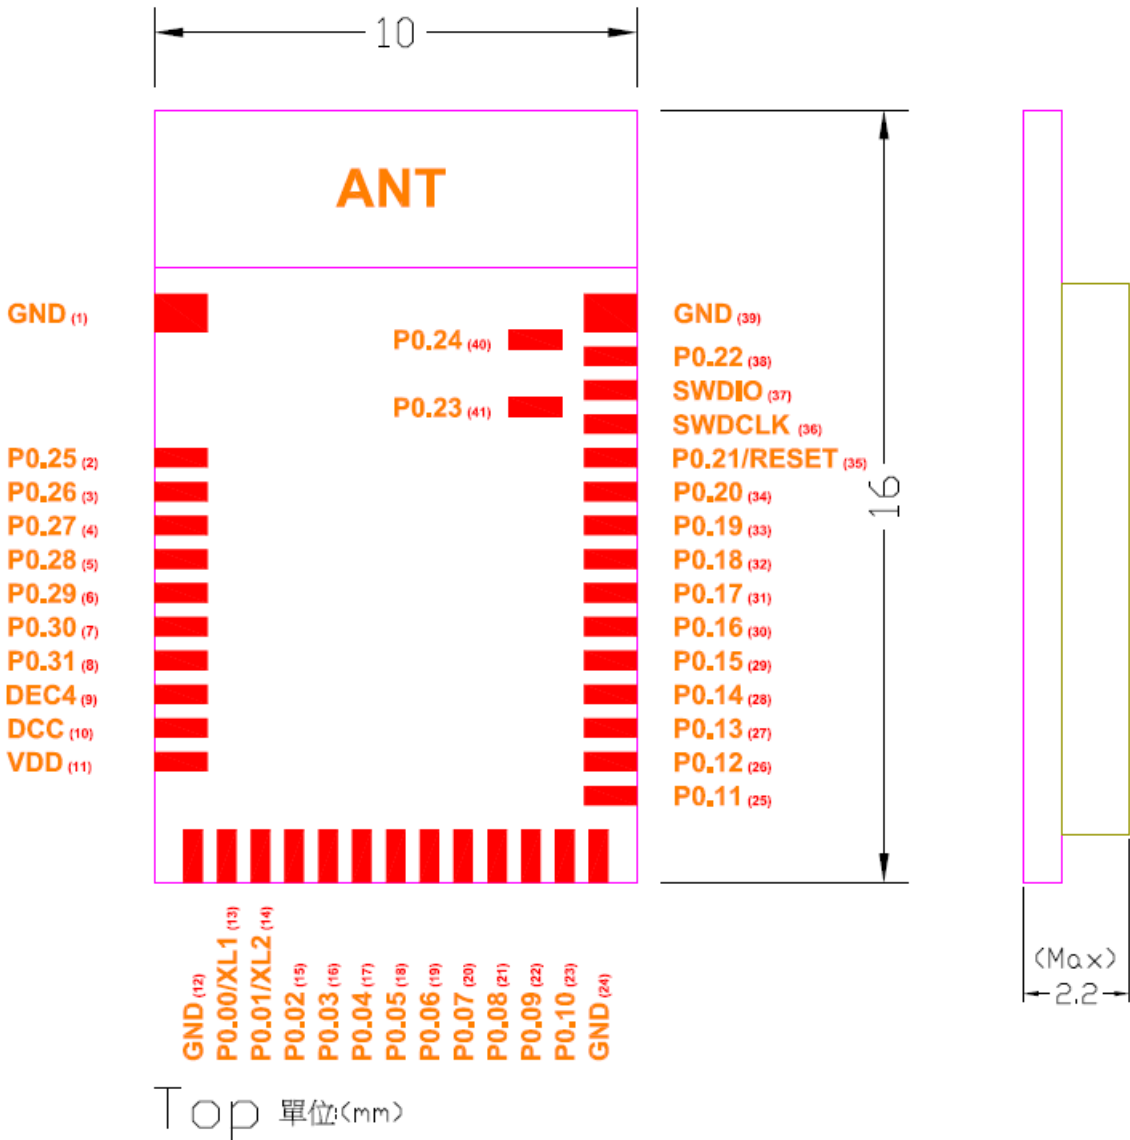 10
ANT
GND (1)
P0.25 (2)
P0.26 (3)
P0.27 (4)
P0.28 (5)
P0.29 (6)
P0.30 (7)
P0.31 (8)
DEC4 (9)
DCC (10)
VDD (11)
P0.24 (40)
P0.23 (41)
GND (39)
P0.22 (38)
SWDIO (37)
SWDCLK (36)
P0.21/RESET (35)
P0.20 (34)
P0.19 (33)
P0.18 (32)
P0.17 (31)
P0.16 (30)
P0.15 (29)
P0.14 (28)
P0.13 (27)
P0.12 (26)
P0.11 (25)
16
GND (12)
P0.00/XL1 (13)
P0.01/XL2 (14)
P0.02 (15)
P0.03 (16)
P0.04 (17)
P0.05 (18)
P0.06 (19)
P0.07 (20)
P0.08 (21)
P0.09 (22)
P0.10 (23)
GND (24)
(Max)
2.2
Top 單位:(mm)